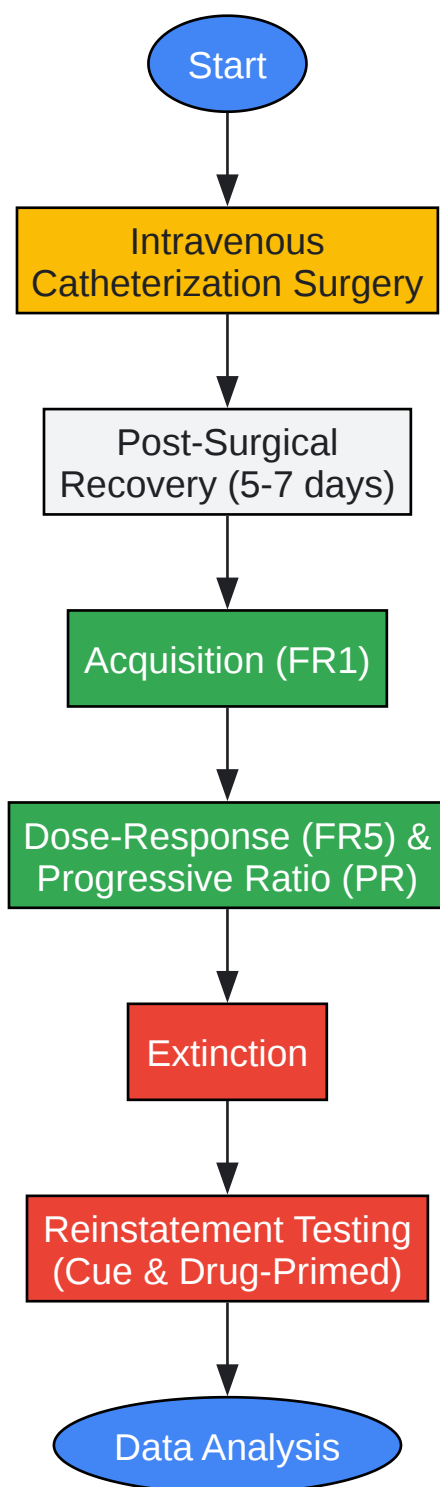 Start
Intravenous
Catheterization Surgery
Post-Surgical
Recovery (5-7 days)
Acquisition (FR1)
Dose-Response (FR5) &
Progressive Ratio (PR)
Extinction
Reinstatement Testing
(Cue & Drug-Primed)
Data Analysis